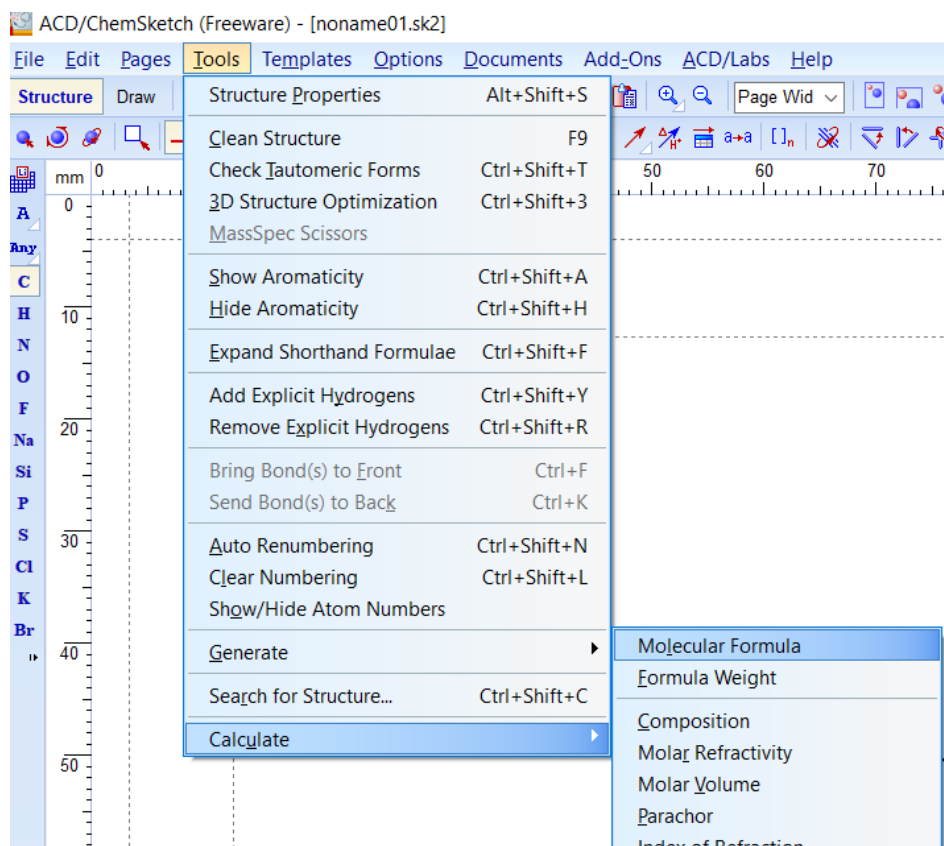 ACD/ChemSketch (Freeware) - [noname01.sk2]
File Edit Pages Tools Templates Options Documents Add-Ons ACD/Labs Help
Structure Draw Page Wid
Structure Properties Alt+Shift+S
Clean Structure F9
Check Tautomeric Forms Ctrl+Shift+T
3D Structure Optimization Ctrl+Shift+3
MassSpec Scissors
Show Aromaticity Ctrl+Shift+A
Hide Aromaticity Ctrl+Shift+H
Expand Shorthand Formulae Ctrl+Shift+F
Add Explicit Hydrogens Ctrl+Shift+Y
Remove Explicit Hydrogens Ctrl+Shift+R
Bring Bond(s) to Front Ctrl+F
Send Bond(s) to Back Ctrl+K
Auto Renumbering Ctrl+Shift+N
Clear Numbering Ctrl+Shift+L
Show/Hide Atom Numbers
Generate
Search for Structure... Ctrl+Shift+C
Calculate
Molecular Formula
Formula Weight
Composition
Molar Refractivity
Molar Volume
Parachor
Index of Refraction
a→a [ ]n
mm 0 50 60 70
0
10
20
30
40
50
Li
A
Any
C
H
N
O
F
Na
Si
P
S
Cl
K
Br